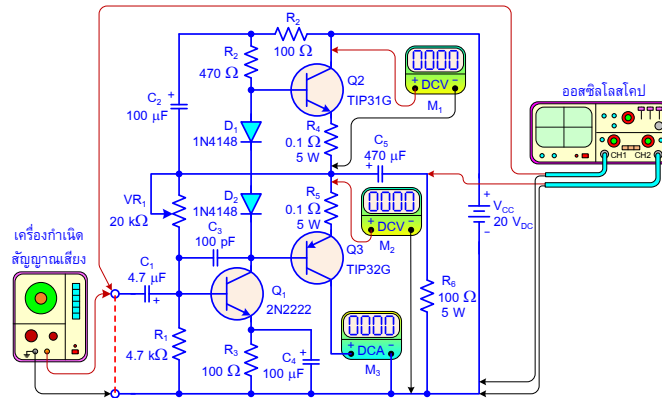 R₂
100 Ω
R₂
470 Ω
Q2
TIP31G
0000
+ DCV −
M₁
C₂
100 µF
D₁
1N4148
R₄
0.1 Ω
5 W
C₅
470 µF
ออสซิลโลสโคป
CH1 CH2
VR₁
20 kΩ
D₂
1N4148
R₅
0.1 Ω
5 W
0000
+ DCV −
M₂
V_CC
20 V_DC
เครื่องกำเนิด
สัญญาณเสียง
C₃
100 pF
C₁
4.7 µF
Q₁
2N2222
Q3
TIP32G
R₆
100 Ω
5 W
R₁
4.7 kΩ
R₃
100 Ω
C₄
100 µF
0000
+ DCA −
M₃